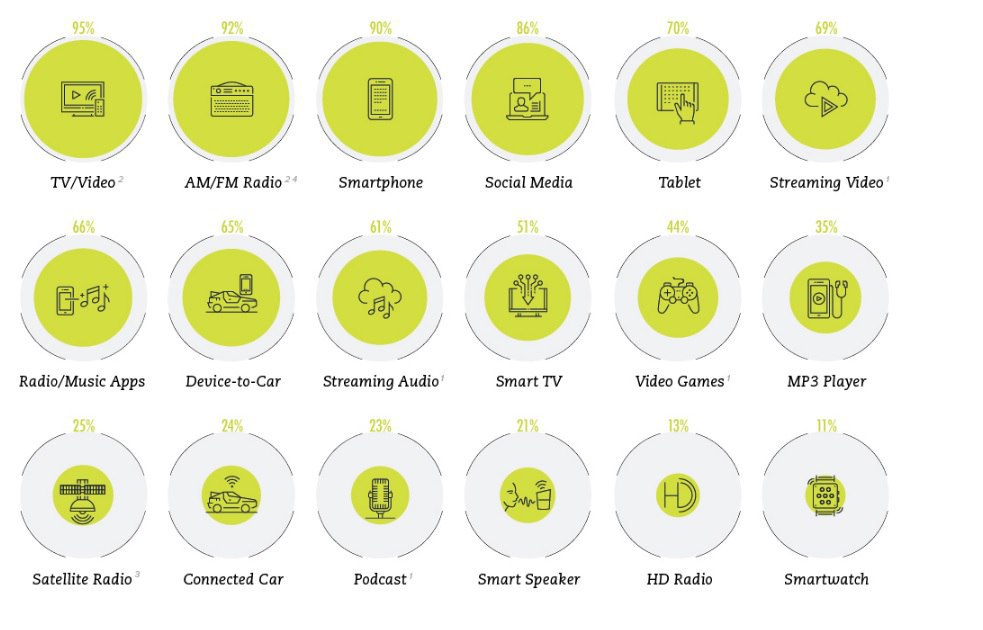 95% 92% 90% 86% 70% 69%
TV/Video 2 AM/FM Radio 2 4 Smartphone Social Media Tablet Streaming Video 1
66% 65% 61% 51% 44% 35%
Radio/Music Apps Device-to-Car Streaming Audio 1 Smart TV Video Games 1 MP3 Player
25% 24% 23% 21% 13% 11%
HD
Satellite Radio 3 Connected Car Podcast 1 Smart Speaker HD Radio Smartwatch